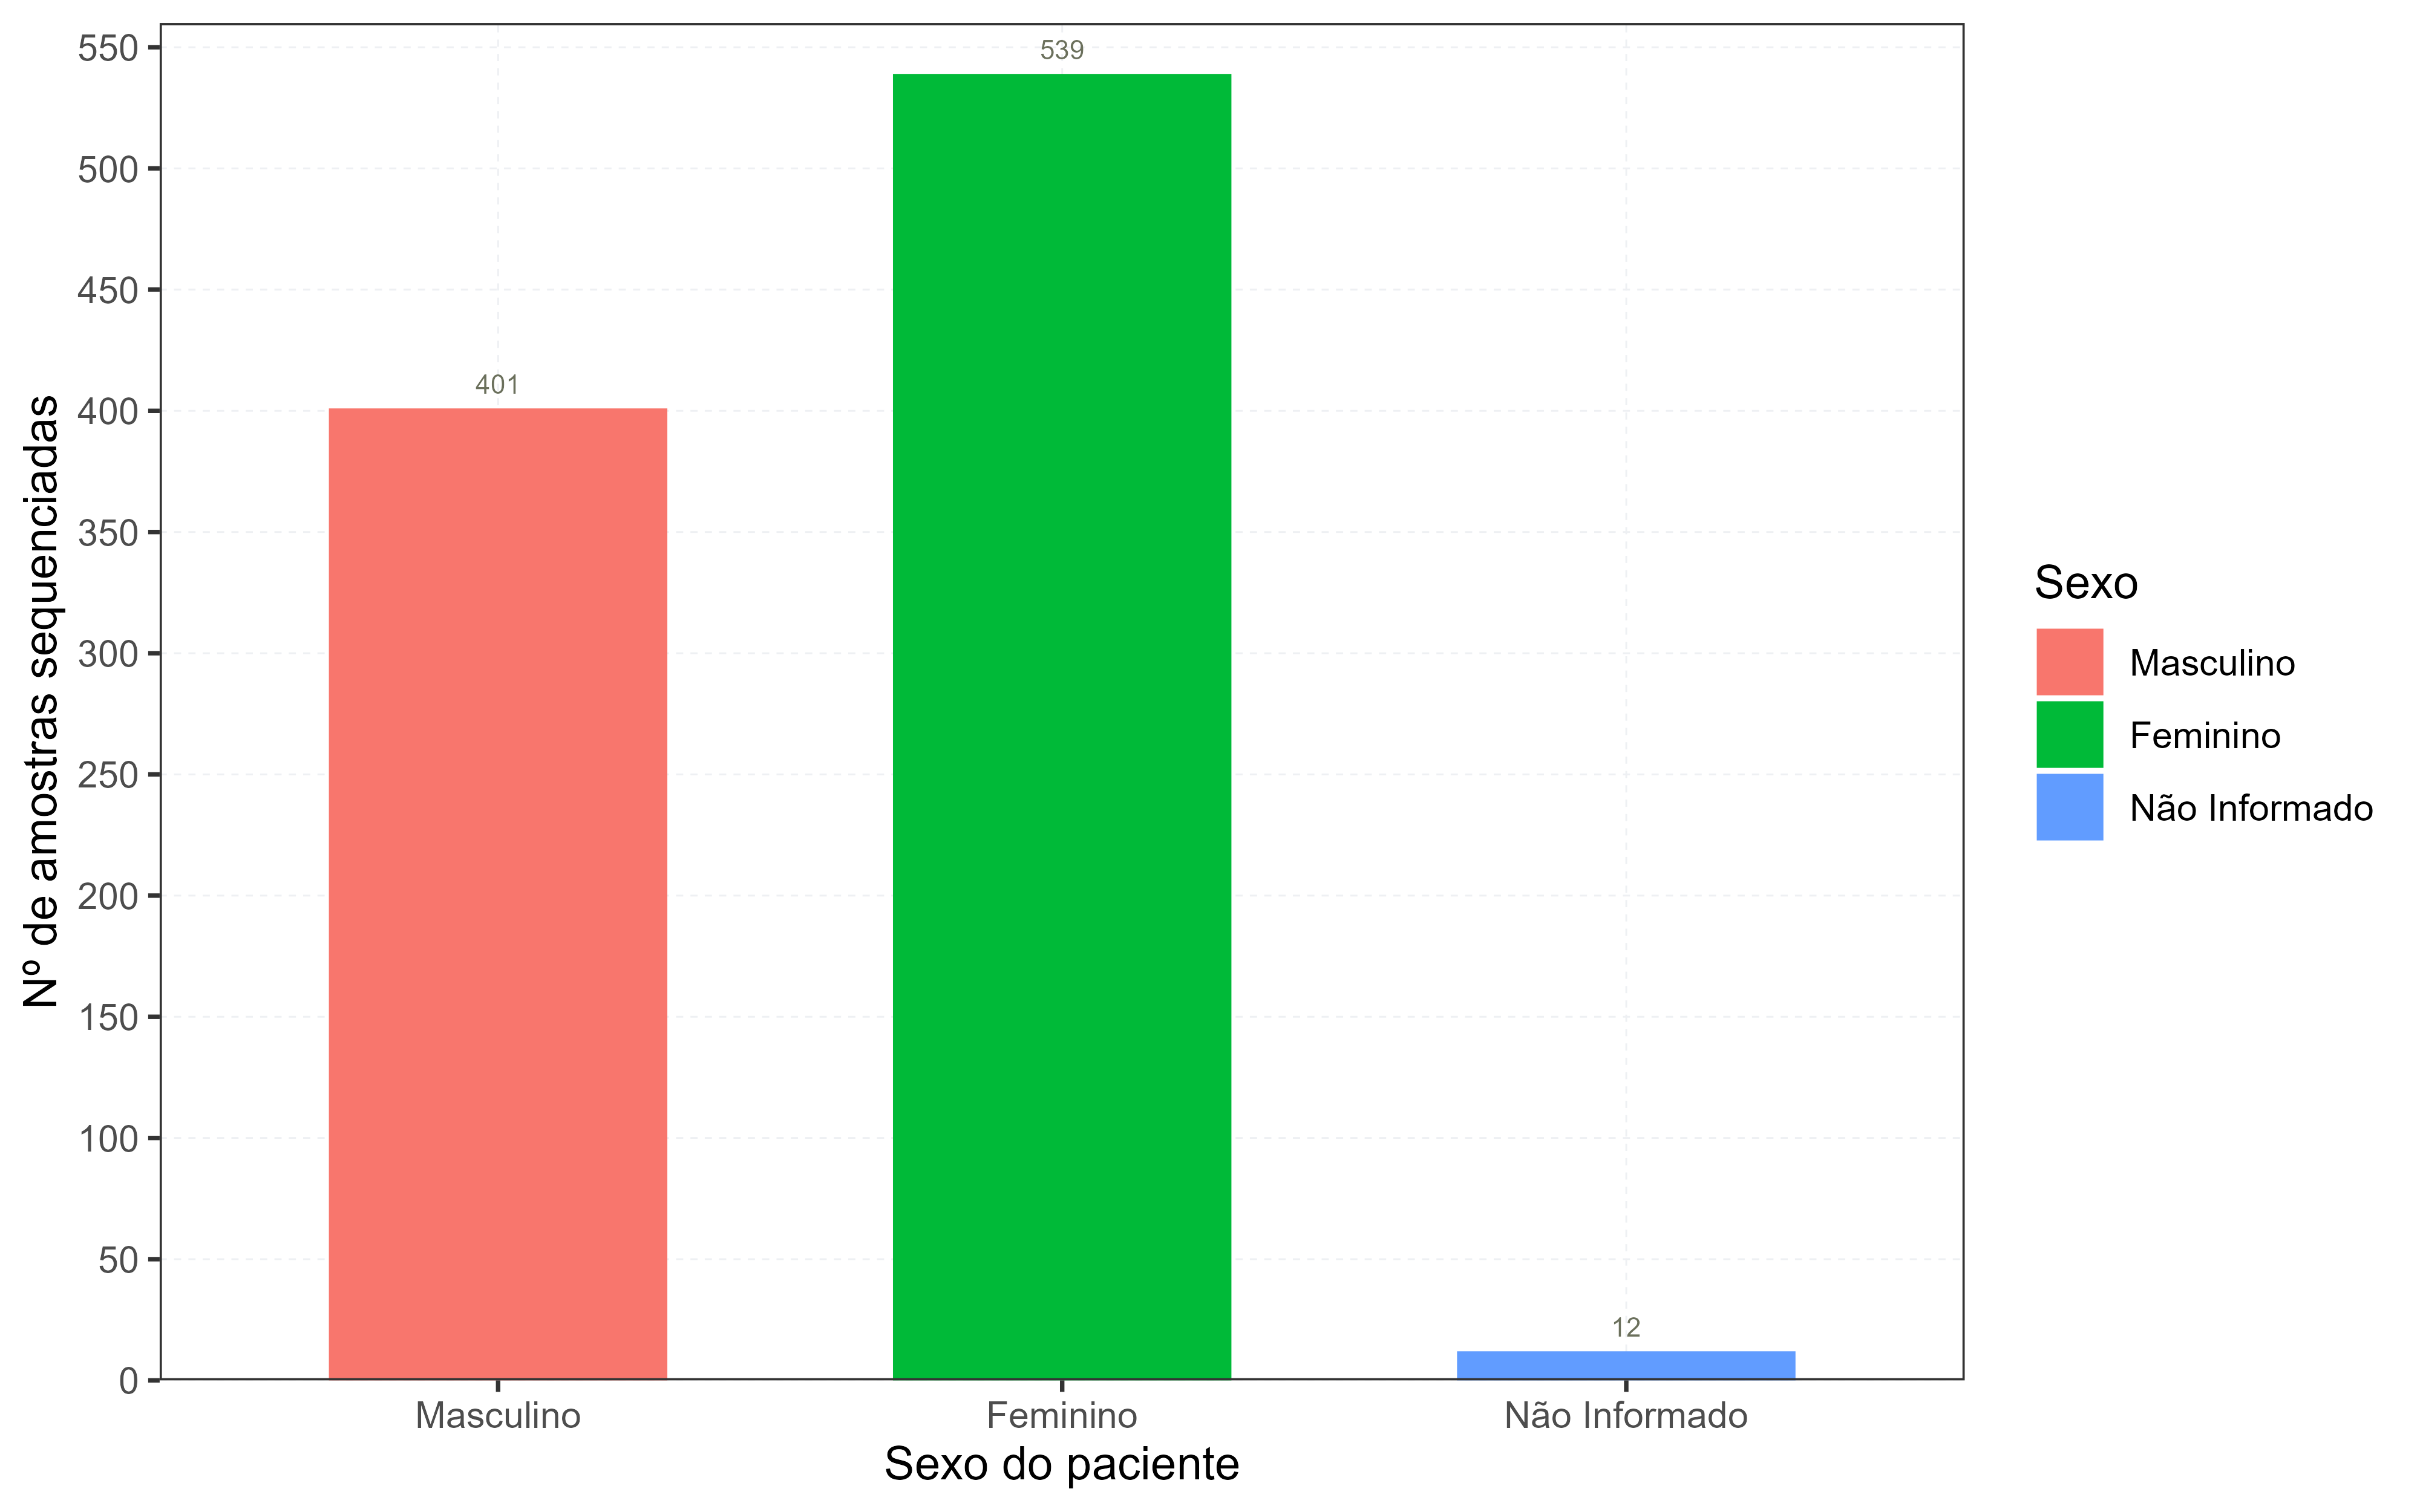 Nº de amostras sequenciadas
550
500
450
400
350
300
250
200
150
100
50
0
401
539
12
Masculino
Feminino
Não Informado
Sexo do paciente
Sexo
Masculino
Feminino
Não Informado